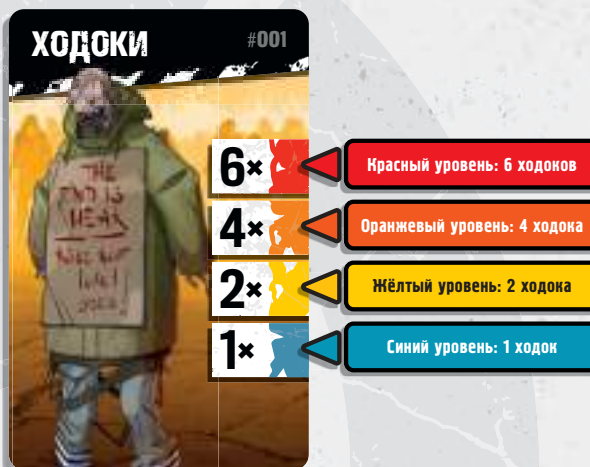 ХОДОКИ #001
THE
END IS
NEAR
6× Красный уровень: 6 ходоков
4× Оранжевый уровень: 4 ходока
2× Жёлтый уровень: 2 ходока
1× Синий уровень: 1 ходок